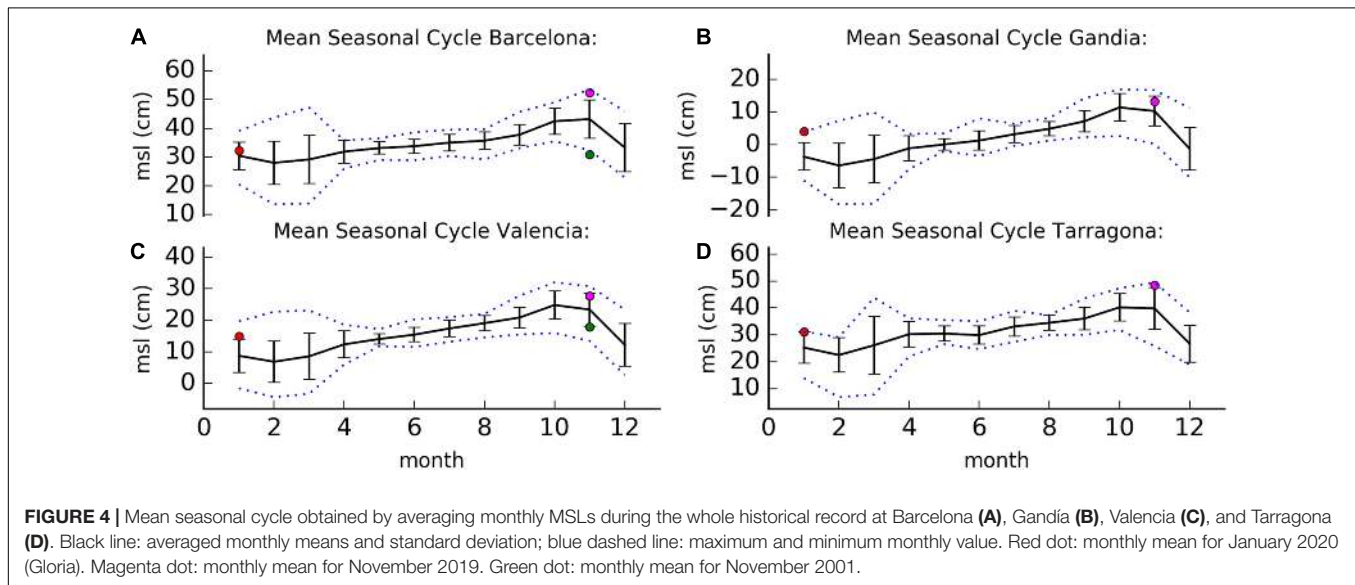 A
Mean Seasonal Cycle Barcelona:
60
50
40
30
20
10
msl (cm)
B
Mean Seasonal Cycle Gandia:
20
10
0
−10
−20
msl (cm)
C
Mean Seasonal Cycle Valencia:
40
30
20
10
0
msl (cm)
0 2 4 6 8 10 12
month
D
Mean Seasonal Cycle Tarragona:
60
50
40
30
20
10
msl (cm)
0 2 4 6 8 10 12
month
FIGURE 4 | Mean seasonal cycle obtained by averaging monthly MSLs during the whole historical record at Barcelona (A), Gandía (B), Valencia (C), and Tarragona
(D). Black line: averaged monthly means and standard deviation; blue dashed line: maximum and minimum monthly value. Red dot: monthly mean for January 2020
(Gloria). Magenta dot: monthly mean for November 2019. Green dot: monthly mean for November 2001.